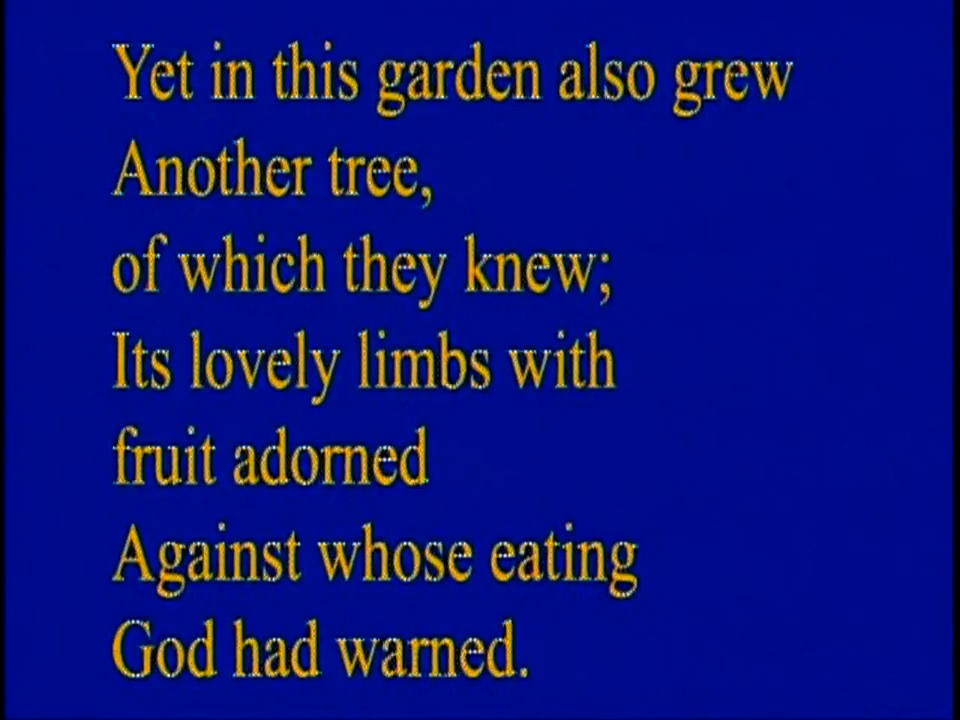 Yet in this garden also grew
Another tree,
of which they knew;
Its lovely limbs with
fruit adorned
Against whose eating
God had warned.